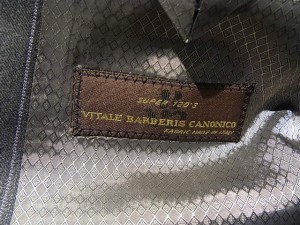 SUPER 120'S
VITALE BARBERIS CANONICO
FABRIC MADE IN ITALY